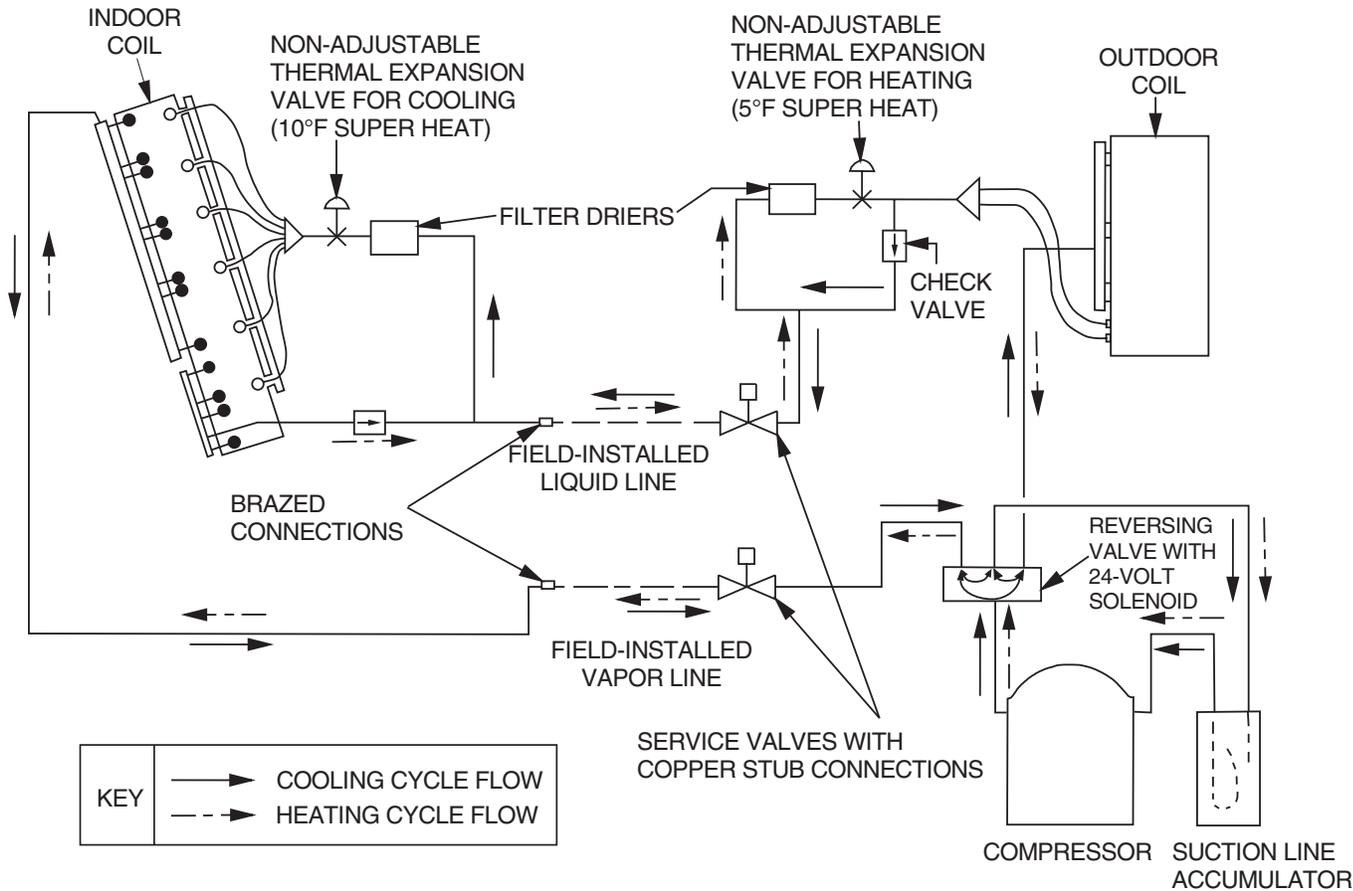 INDOOR
COIL
NON-ADJUSTABLE
THERMAL EXPANSION
VALVE FOR COOLING
(10°F SUPER HEAT)
NON-ADJUSTABLE
THERMAL EXPANSION
VALVE FOR HEATING
(5°F SUPER HEAT)
OUTDOOR
COIL
FILTER DRIERS
CHECK
VALVE
FIELD-INSTALLED
LIQUID LINE
BRAZED
CONNECTIONS
REVERSING
VALVE WITH
24-VOLT
SOLENOID
FIELD-INSTALLED
VAPOR LINE
SERVICE VALVES WITH
COPPER STUB CONNECTIONS
KEY
COOLING CYCLE FLOW
HEATING CYCLE FLOW
COMPRESSOR
SUCTION LINE
ACCUMULATOR